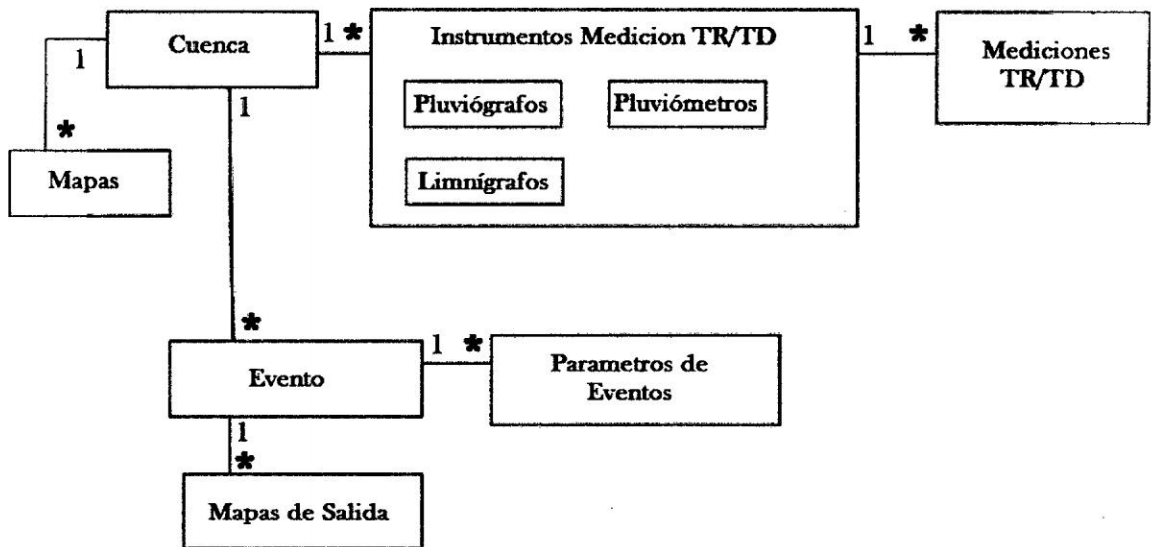 Cuenca
1
*
Instrumentos Medicion TR/TD
1
*
Mediciones
TR/TD
1
1
Pluviógrafos
Pluviómetros
*
Mapas
Limnígrafos
*
Evento
1
*
Parametros de
Eventos
1
*
Mapas de Salida